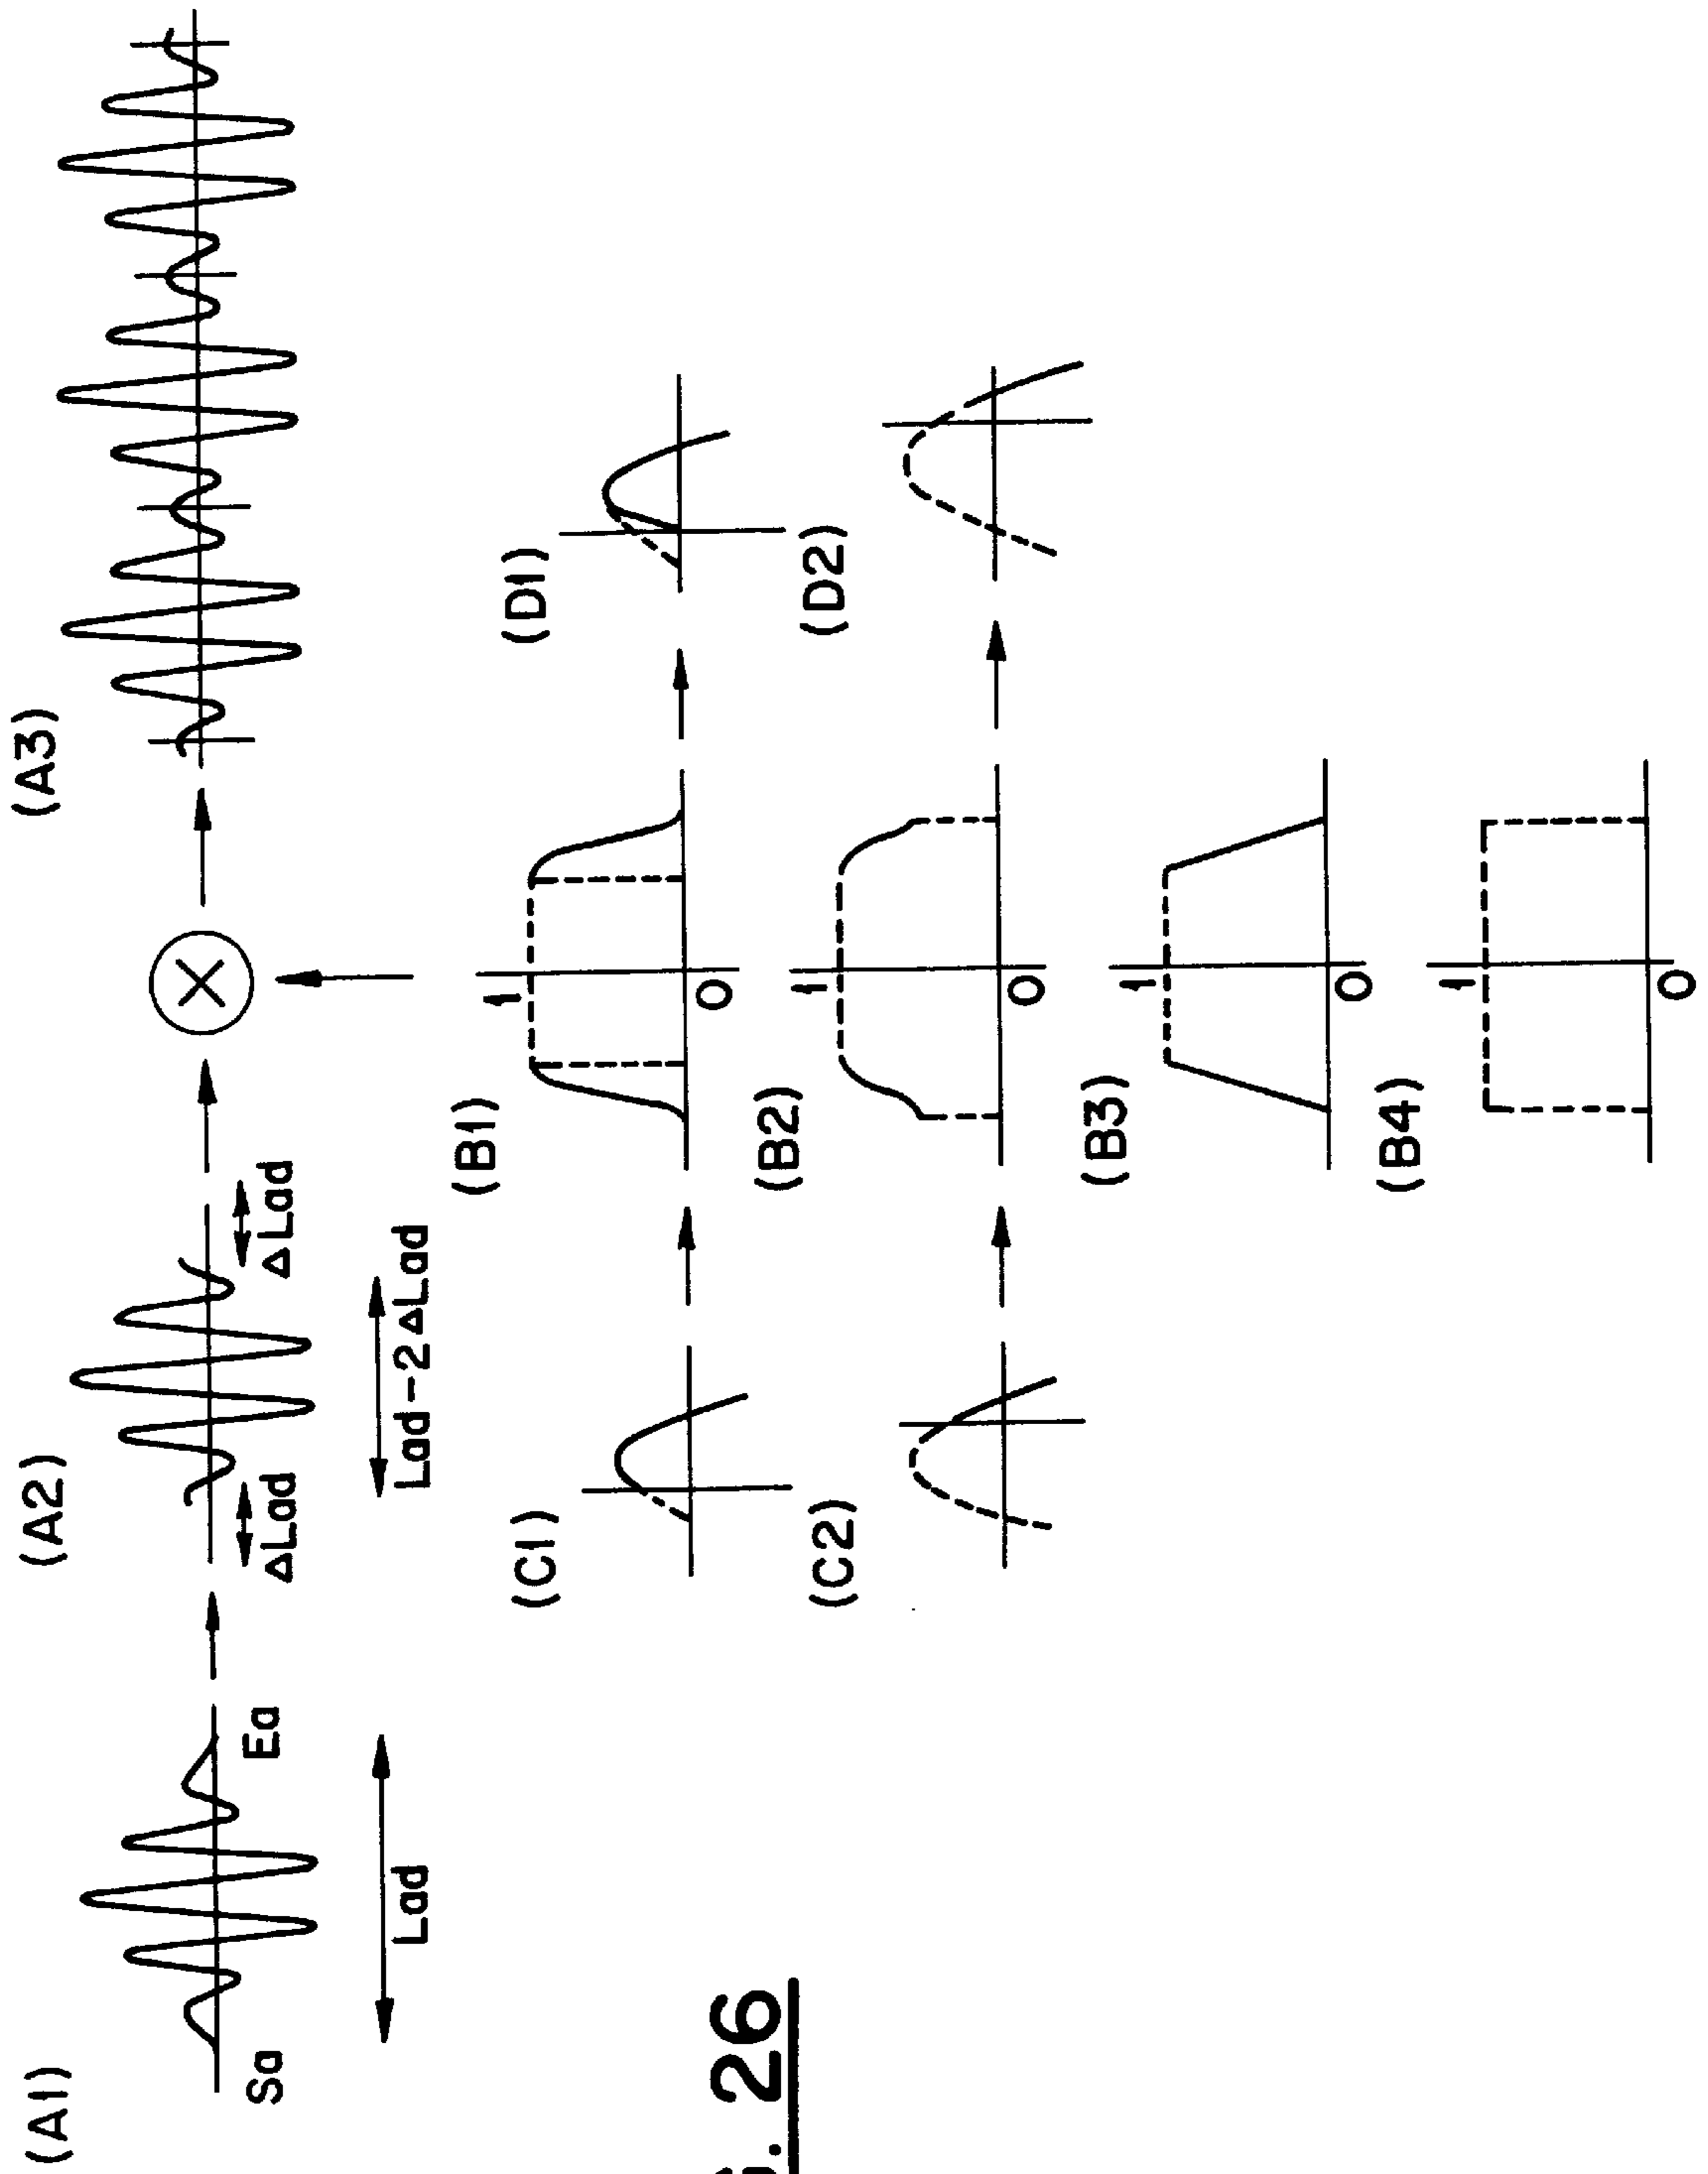 (A1)
(A2)
(A3)
Sa
Ea
ΔLad
ΔLad
Lad
Lad-2ΔLad
(C1)
(B1)
1
0
(D1)
(C2)
(B2)
1
0
(D2)
(B3)
1
0
(B4)
1
0
26